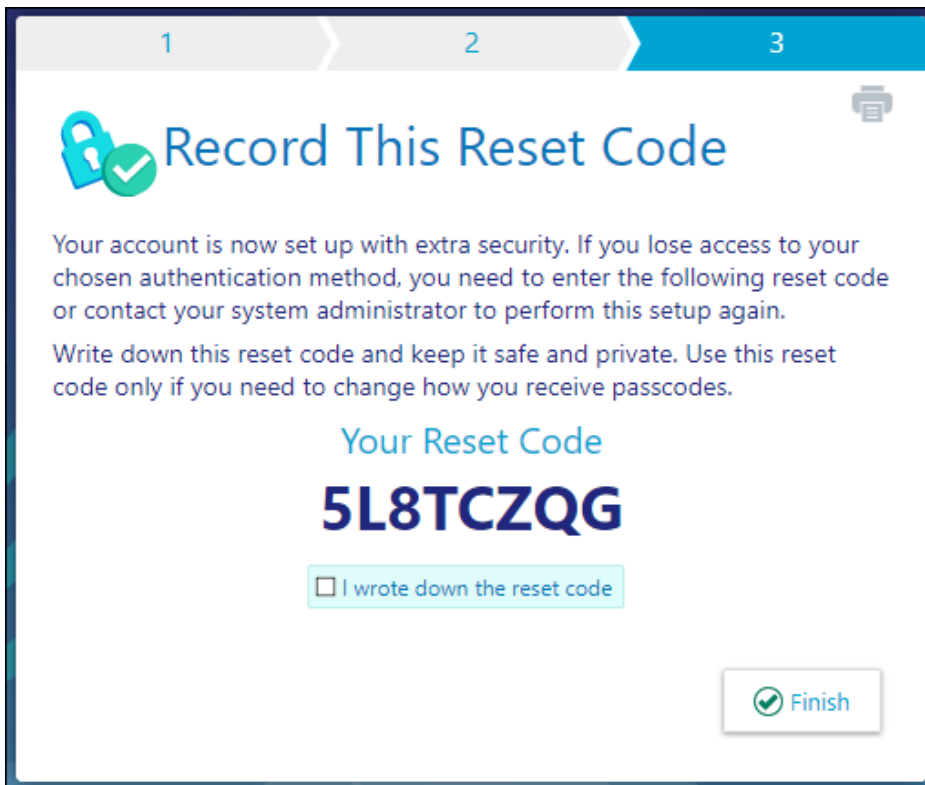 1
2
3
Record This Reset Code
Your account is now set up with extra security. If you lose access to your
chosen authentication method, you need to enter the following reset code
or contact your system administrator to perform this setup again.
Write down this reset code and keep it safe and private. Use this reset
code only if you need to change how you receive passcodes.
Your Reset Code
5L8TCZQG
I wrote down the reset code
Finish